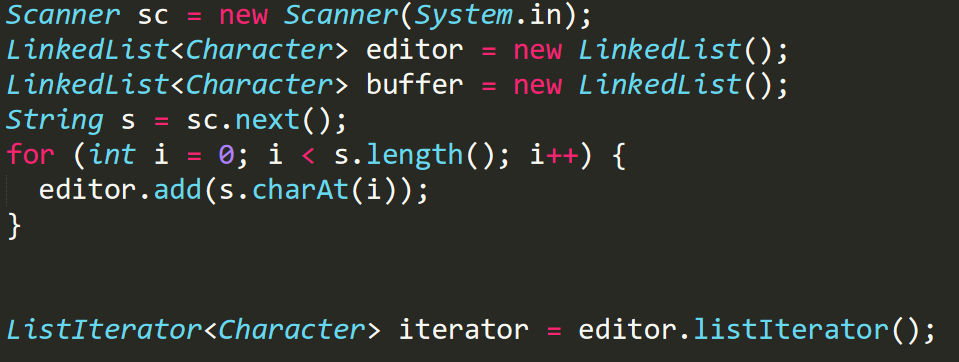 Scanner sc = new Scanner(System.in);
LinkedList<Character> editor = new LinkedList();
LinkedList<Character> buffer = new LinkedList();
String s = sc.next();
for (int i = 0; i < s.length(); i++) {
  editor.add(s.charAt(i));
}
ListIterator<Character> iterator = editor.listIterator();